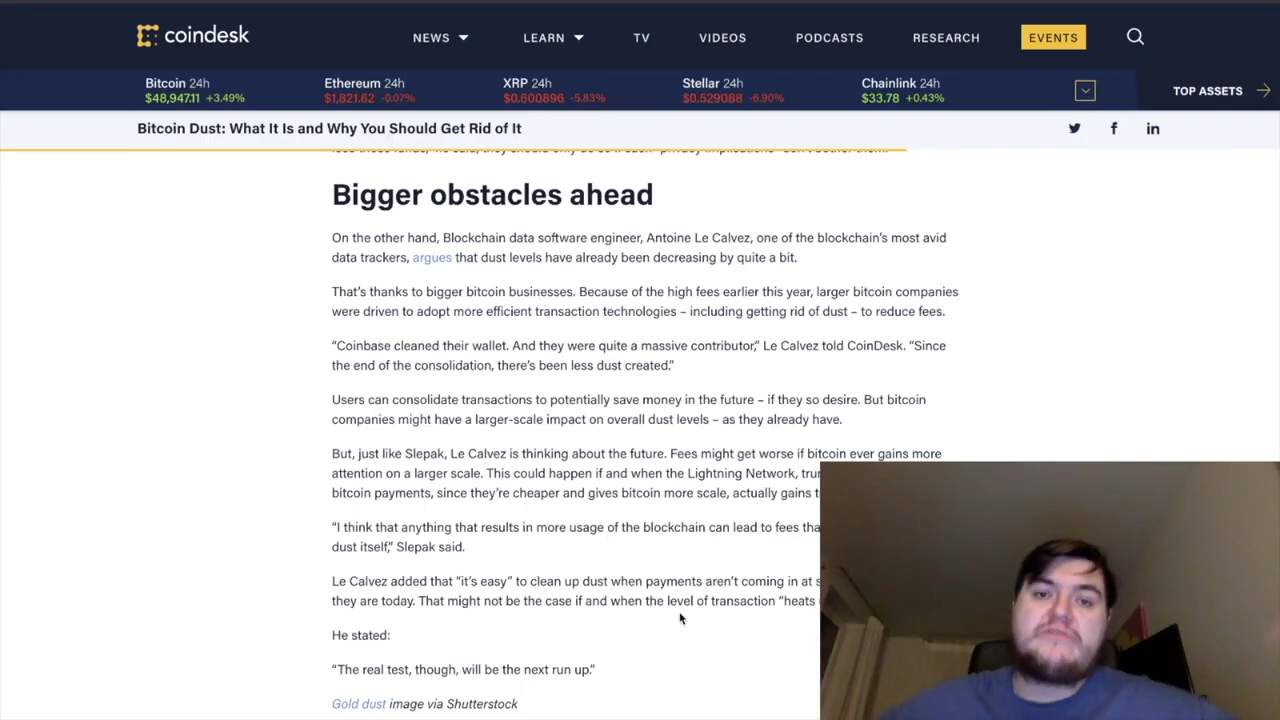 coindesk
NEWS LEARN TV VIDEOS PODCASTS RESEARCH EVENTS
Bitcoin 24h Ethereum 24h XRP 24h Stellar 24h Chainlink 24h
$48,947.11 +3.49% $1,821.62 -0.07% $0.600896 -5.83% $0.529088 -6.90% $33.78 +0.43%
TOP ASSETS
Bitcoin Dust: What It Is and Why You Should Get Rid of It
Bigger obstacles ahead
On the other hand, Blockchain data software engineer, Antoine Le Calvez, one of the blockchain's most avid
data trackers, argues that dust levels have already been decreasing by quite a bit.
That's thanks to bigger bitcoin businesses. Because of the high fees earlier this year, larger bitcoin companies
were driven to adopt more efficient transaction technologies – including getting rid of dust – to reduce fees.
“Coinbase cleaned their wallet. And they were quite a massive contributor,” Le Calvez told CoinDesk. “Since
the end of the consolidation, there's been less dust created.”
Users can consolidate transactions to potentially save money in the future – if they so desire. But bitcoin
companies might have a larger-scale impact on overall dust levels – as they already have.
But, just like Slepak, Le Calvez is thinking about the future. Fees might get worse if bitcoin ever gains more
attention on a larger scale. This could happen if and when the Lightning Network,
bitcoin payments, since they're cheaper and gives bitcoin more scale, actually gains
“I think that anything that results in more usage of the blockchain can lead to fees
dust itself,” Slepak said.
Le Calvez added that “it's easy” to clean up dust when payments aren't coming in at
they are today. That might not be the case if and when the level of transaction “heats
He stated:
“The real test, though, will be the next run up.”
Gold dust image via Shutterstock